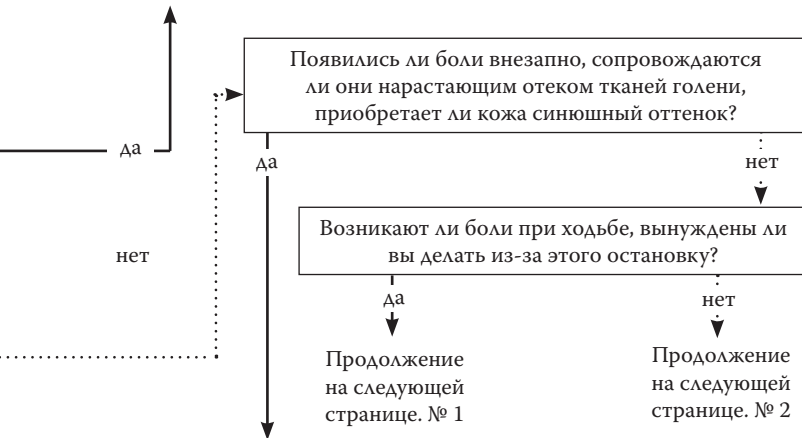 Появились ли боли внезапно, сопровождаются
ли они нарастающим отеком тканей голени,
приобретает ли кожа синюшный оттенок?
да
да
нет
Возникают ли боли при ходьбе, вынуждены ли
вы делать из-за этого остановку?
нет
да
нет
Продолжение
на следующей
странице. № 1
Продолжение
на следующей
странице. № 2